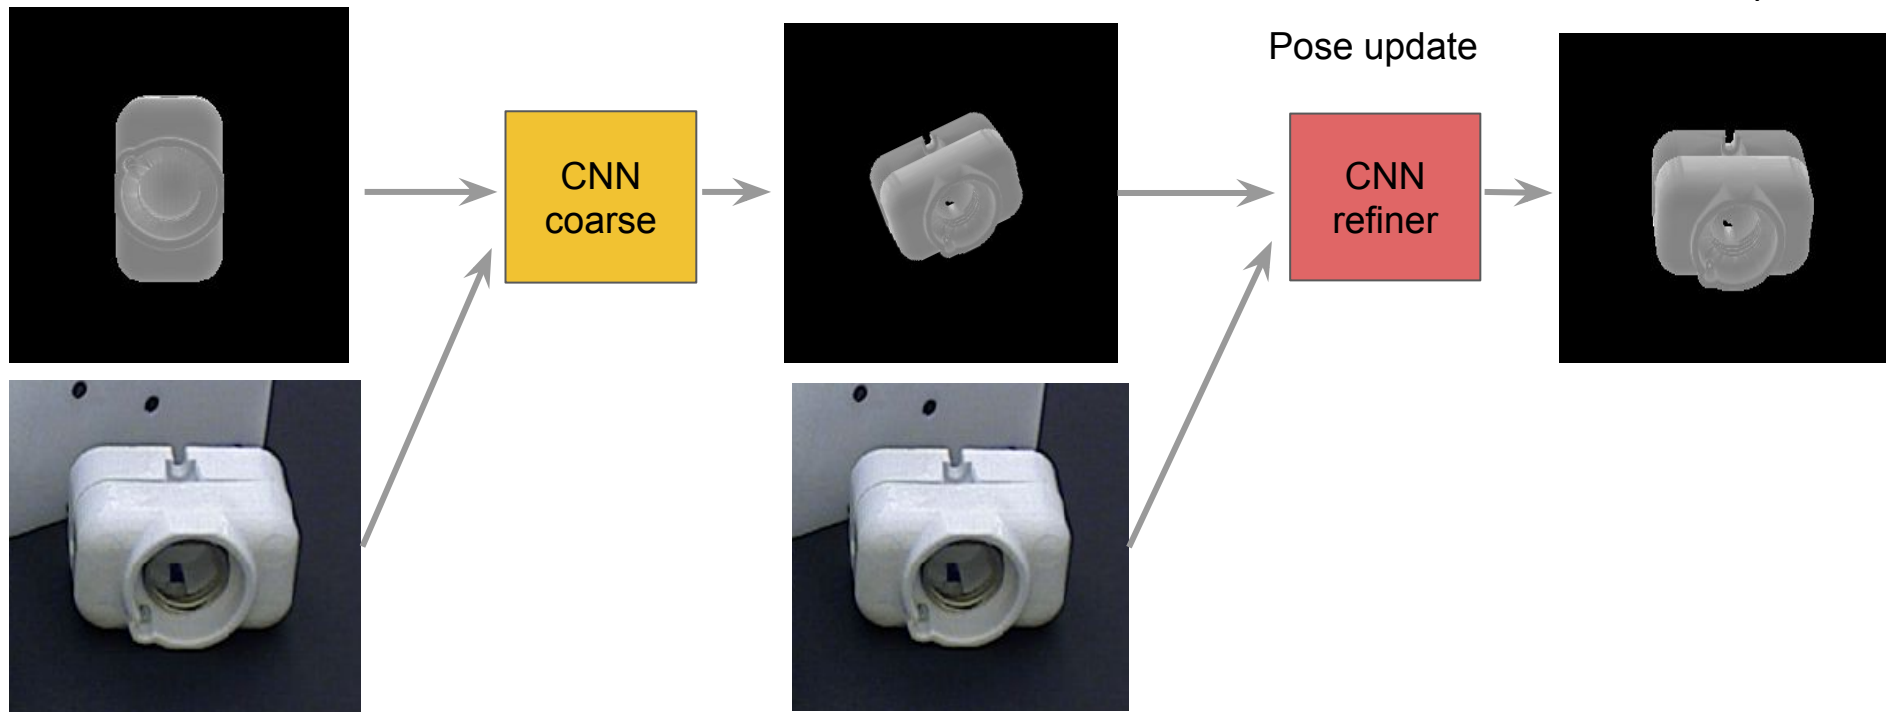 Pose update
CNN
coarse
CNN
refiner